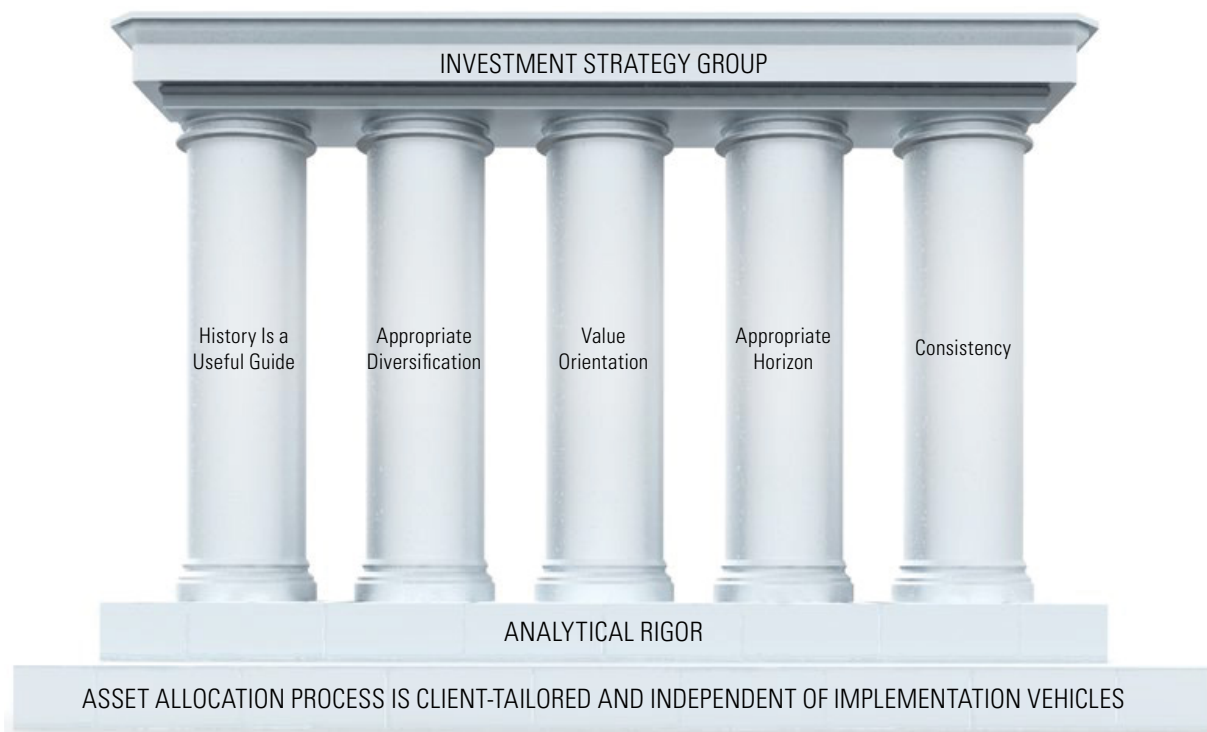 INVESTMENT STRATEGY GROUP
History Is a
Useful Guide
Appropriate
Diversification
Value
Orientation
Appropriate
Horizon
Consistency
ANALYTICAL RIGOR
ASSET ALLOCATION PROCESS IS CLIENT-TAILORED AND INDEPENDENT OF IMPLEMENTATION VEHICLES